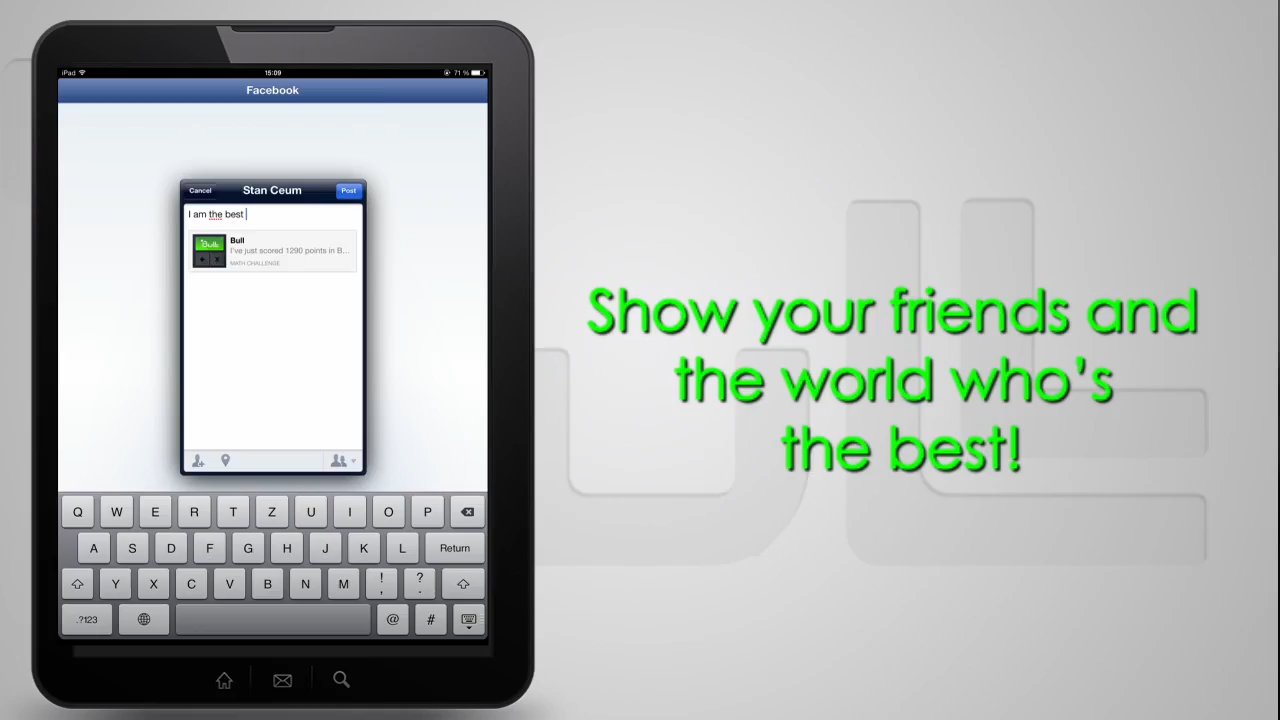 iPad 15:09 71 %
Facebook
Cancel Stan Ceum Post
I am the best
Bull
Bull
I've just scored 1290 points in B...
MATH CHALLENGE
Show your friends and
the world who's
the best!
Q W E R T Z U I O P
A S D F G H J K L Return
Y X C V B N M ! , ? .
.?123 @ #